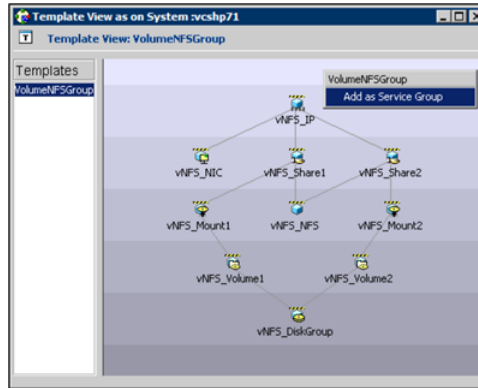 Template View as on System :vcshp71
T Template View: VolumeNFSGroup
Templates
VolumeNFSGroup
VolumeNFSGroup
Add as Service Group
vNFS_IP
vNFS_NIC vNFS_Share1 vNFS_Share2
vNFS_Mount1 vNFS_NFS vNFS_Mount2
vNFS_Volume1 vNFS_Volume2
vNFS_DiskGroup